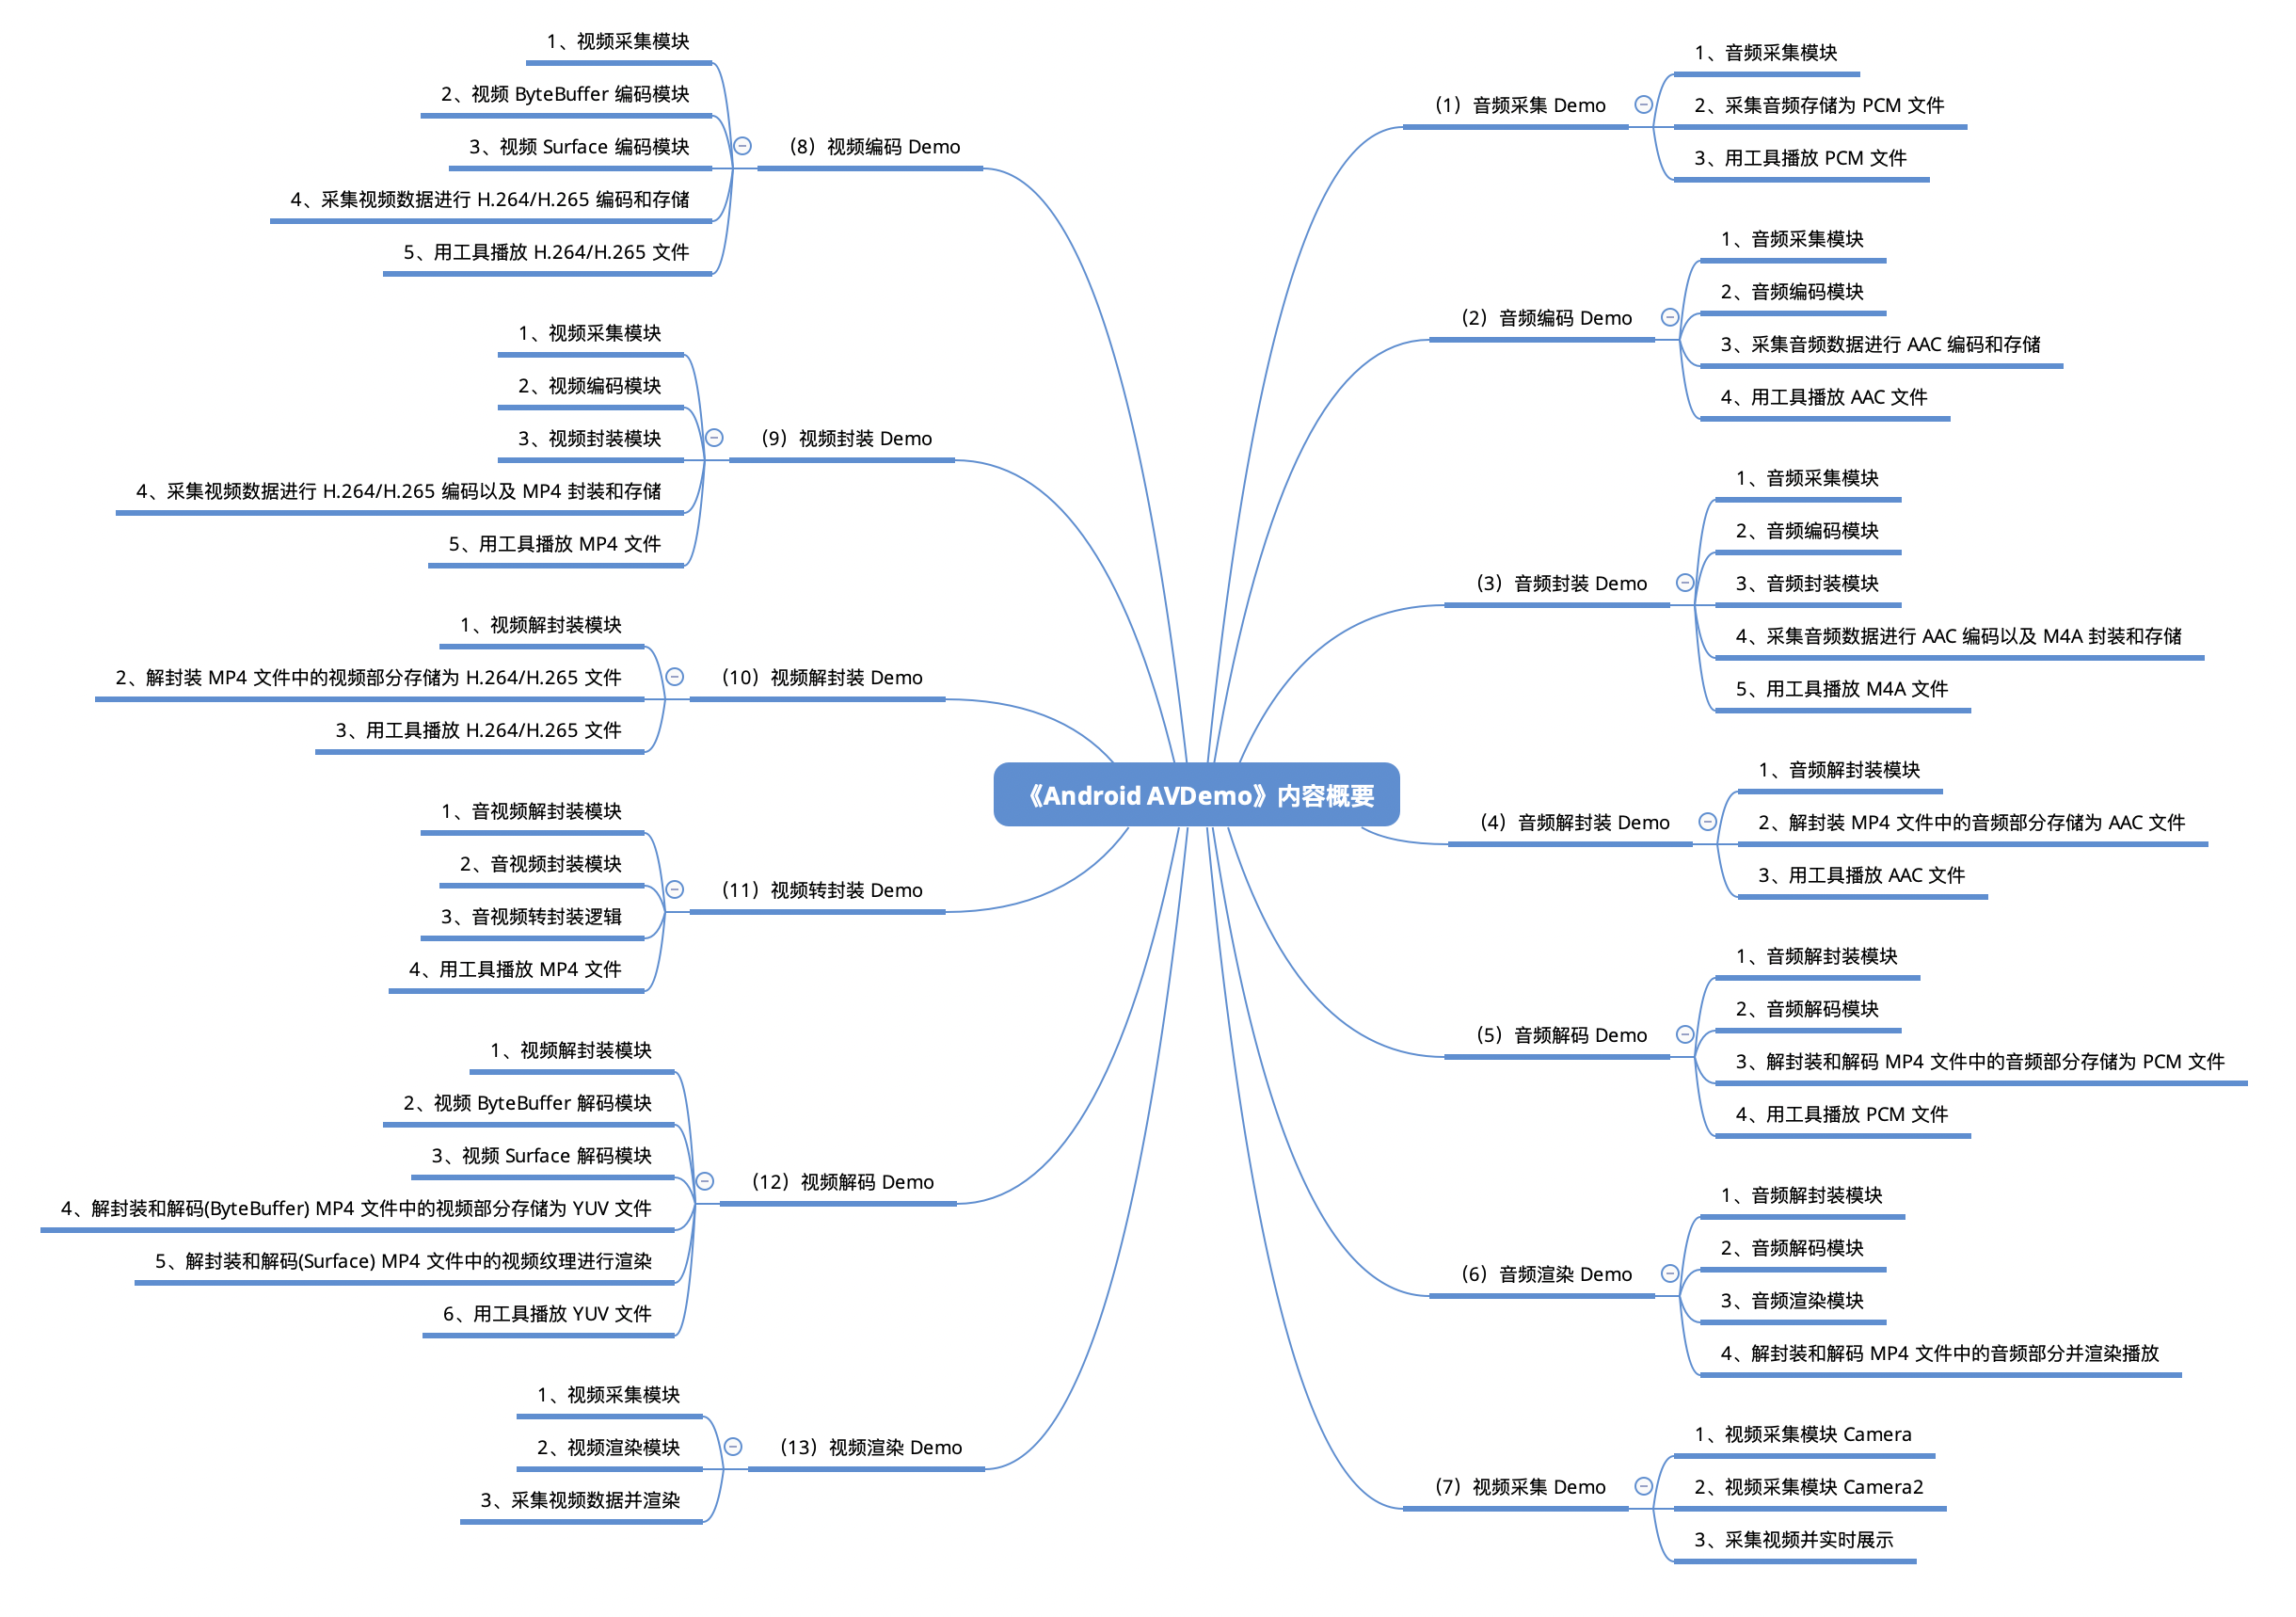 《Android AVDemo》内容概要
（1）音频采集 Demo
1、音频采集模块
2、采集音频存储为 PCM 文件
3、用工具播放 PCM 文件
（2）音频编码 Demo
1、音频采集模块
2、音频编码模块
3、采集音频数据进行 AAC 编码和存储
4、用工具播放 AAC 文件
（3）音频封装 Demo
1、音频采集模块
2、音频编码模块
3、音频封装模块
4、采集音频数据进行 AAC 编码以及 M4A 封装和存储
5、用工具播放 M4A 文件
（4）音频解封装 Demo
1、音频解封装模块
2、解封装 MP4 文件中的音频部分存储为 AAC 文件
3、用工具播放 AAC 文件
（5）音频解码 Demo
1、音频解封装模块
2、音频解码模块
3、解封装和解码 MP4 文件中的音频部分存储为 PCM 文件
4、用工具播放 PCM 文件
（6）音频渲染 Demo
1、音频解封装模块
2、音频解码模块
3、音频渲染模块
4、解封装和解码 MP4 文件中的音频部分并渲染播放
（7）视频采集 Demo
1、视频采集模块 Camera
2、视频采集模块 Camera2
3、采集视频并实时展示
（8）视频编码 Demo
1、视频采集模块
2、视频 ByteBuffer 编码模块
3、视频 Surface 编码模块
4、采集视频数据进行 H.264/H.265 编码和存储
5、用工具播放 H.264/H.265 文件
（9）视频封装 Demo
1、视频采集模块
2、视频编码模块
3、视频封装模块
4、采集视频数据进行 H.264/H.265 编码以及 MP4 封装和存储
5、用工具播放 MP4 文件
（10）视频解封装 Demo
1、视频解封装模块
2、解封装 MP4 文件中的视频部分存储为 H.264/H.265 文件
3、用工具播放 H.264/H.265 文件
（11）视频转封装 Demo
1、音视频解封装模块
2、音视频封装模块
3、音视频转封装逻辑
4、用工具播放 MP4 文件
（12）视频解码 Demo
1、视频解封装模块
2、视频 ByteBuffer 解码模块
3、视频 Surface 解码模块
4、解封装和解码(ByteBuffer) MP4 文件中的视频部分存储为 YUV 文件
5、解封装和解码(Surface) MP4 文件中的视频纹理进行渲染
6、用工具播放 YUV 文件
（13）视频渲染 Demo
1、视频采集模块
2、视频渲染模块
3、采集视频数据并渲染